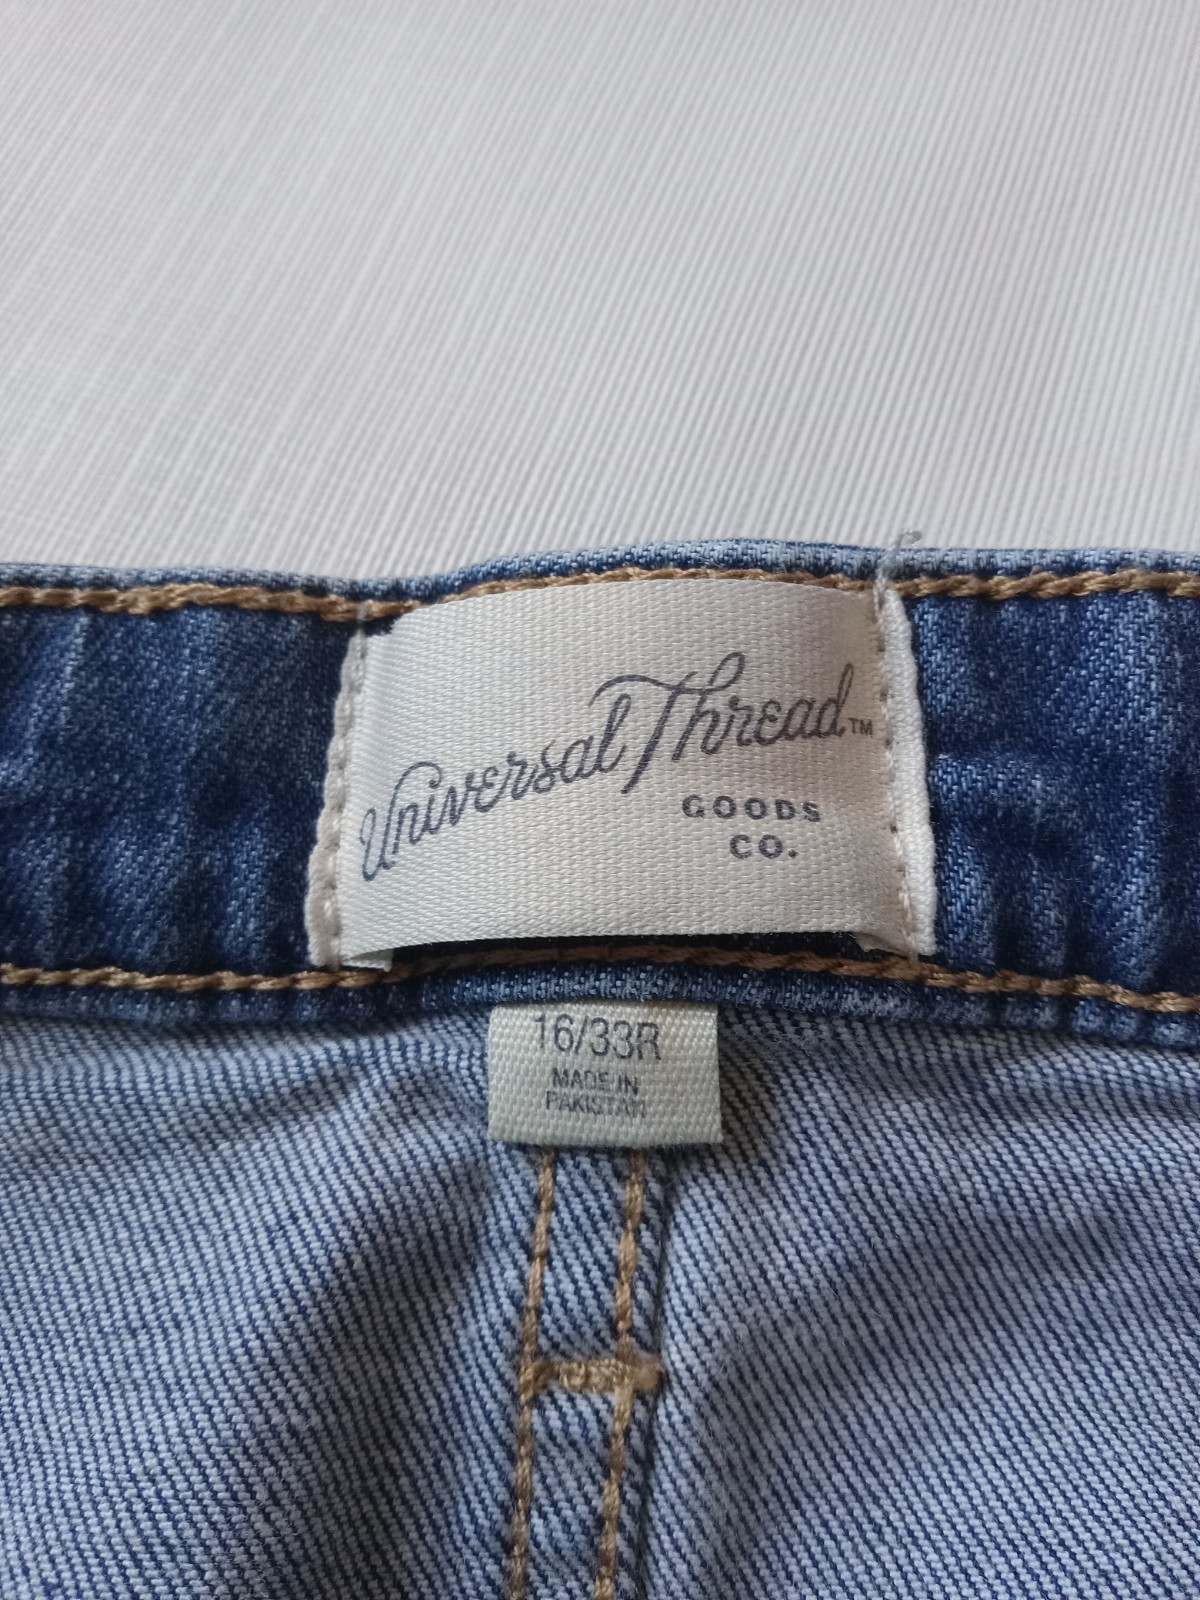 Universal Thread™
GOODS
CO.
16/33R
MADE IN
PAKISTAN